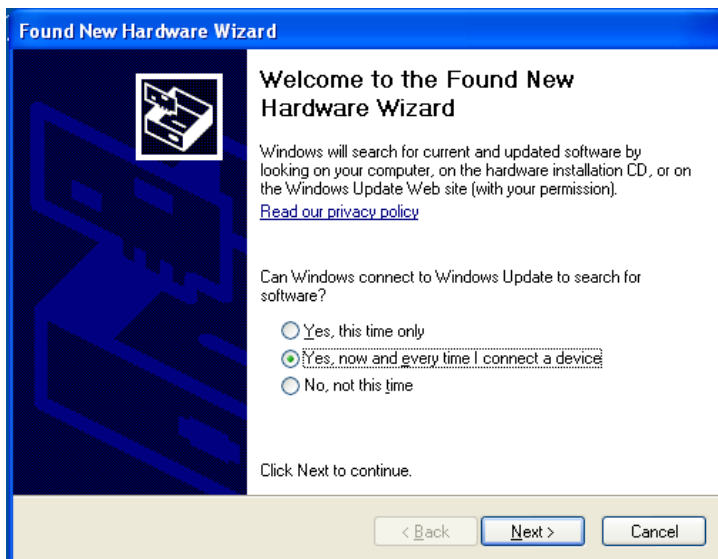 Found New Hardware Wizard
Welcome to the Found New
Hardware Wizard
Windows will search for current and updated software by
looking on your computer, on the hardware installation CD, or on
the Windows Update Web site (with your permission).
Read our privacy policy
Can Windows connect to Windows Update to search for
software?
Yes, this time only
Yes, now and every time I connect a device
No, not this time
Click Next to continue.
< Back
Next >
Cancel